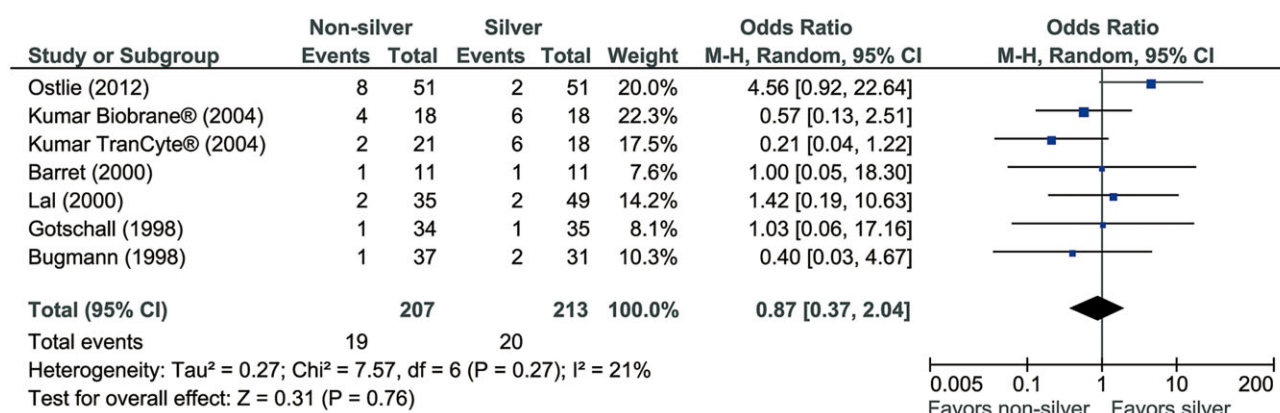 Non-silver Silver Odds Ratio Odds Ratio
Study or Subgroup Events Total Events Total Weight M-H, Random, 95% CI M-H, Random, 95% CI
Ostlie (2012) 8 51 2 51 20.0% 4.56 [0.92, 22.64]
Kumar Biobrane® (2004) 4 18 6 18 22.3% 0.57 [0.13, 2.51]
Kumar TranCyte® (2004) 2 21 6 18 17.5% 0.21 [0.04, 1.22]
Barret (2000) 1 11 1 11 7.6% 1.00 [0.05, 18.30]
Lal (2000) 2 35 2 49 14.2% 1.42 [0.19, 10.63]
Gotschall (1998) 1 34 1 35 8.1% 1.03 [0.06, 17.16]
Bugmann (1998) 1 37 2 31 10.3% 0.40 [0.03, 4.67]
Total (95% CI) 207 213 100.0% 0.87 [0.37, 2.04]
Total events 19 20
Heterogeneity: Tau² = 0.27; Chi² = 7.57, df = 6 (P = 0.27); I² = 21%
Test for overall effect: Z = 0.31 (P = 0.76)
0.005 0.1 1 10 200
Favors non-silver Favors silver